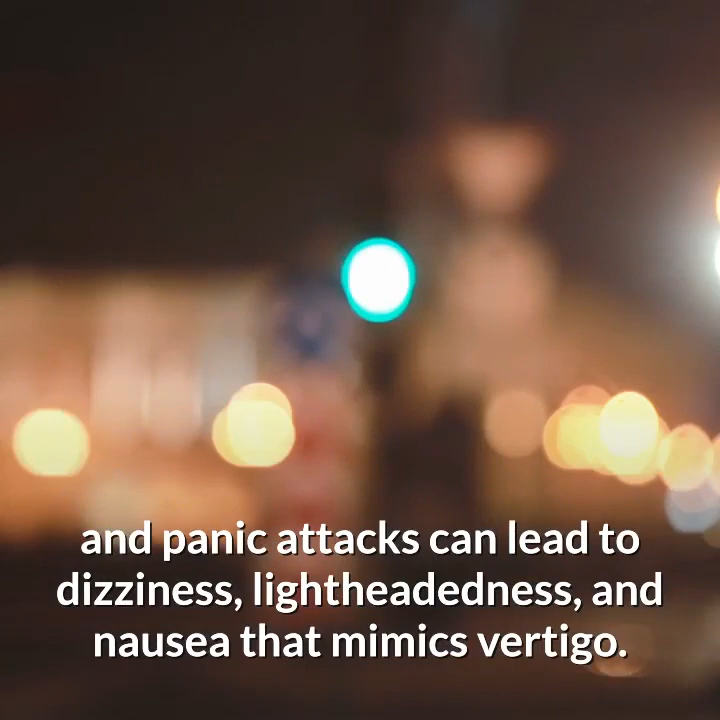 and panic attacks can lead to
dizziness, lightheadedness, and
nausea that mimics vertigo.